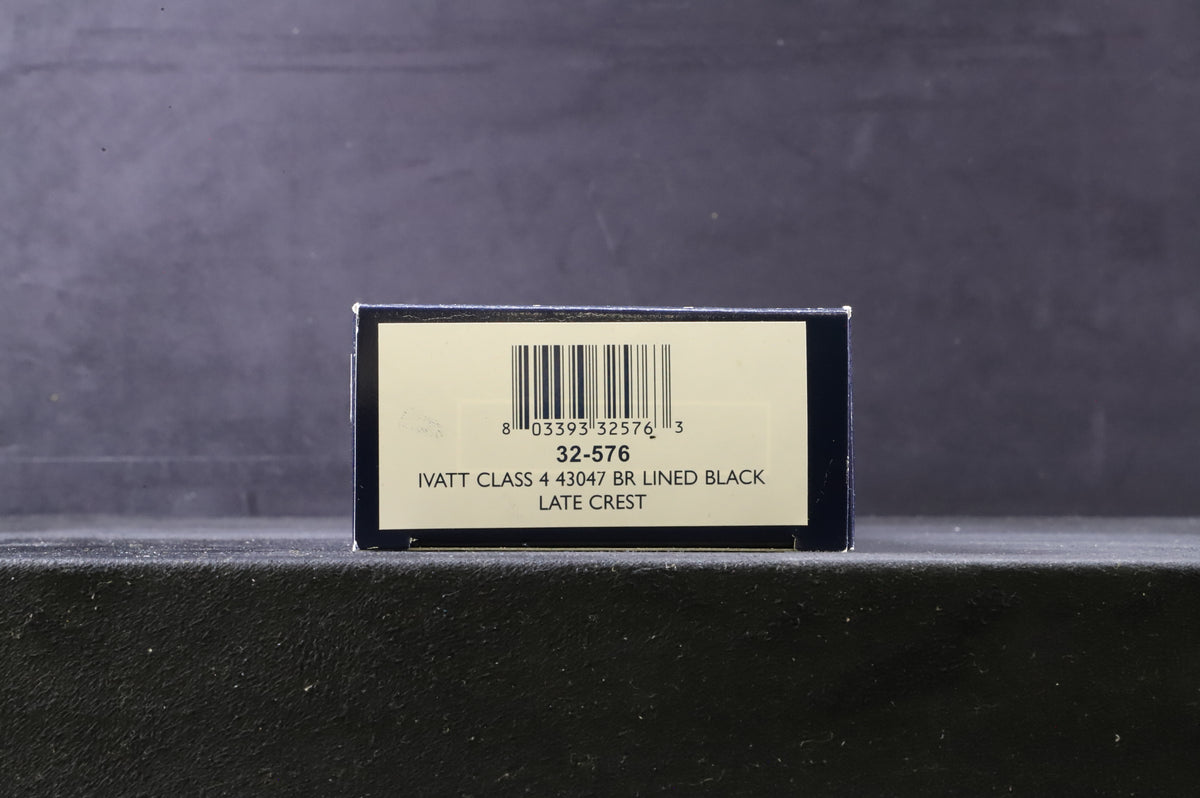 8 03393 32576 3
32-576
IVATT CLASS 4 43047 BR LINED BLACK
LATE CREST